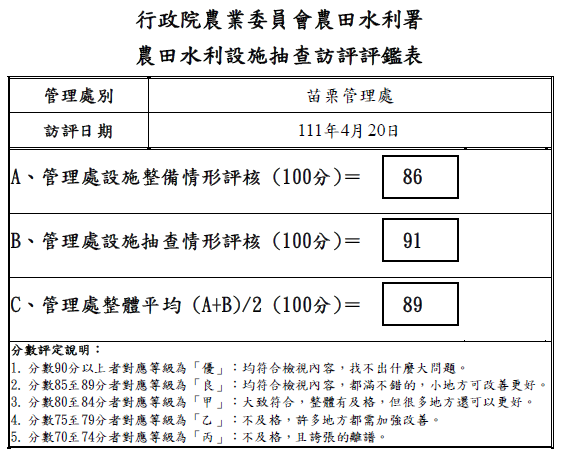 行政院農業委員會農田水利署
農田水利設施抽查訪評評鑑表
管理處別 苗栗管理處
訪評日期 111年4月20日
A、管理處設施整備情形評核 (100分)＝ 86
B、管理處設施抽查情形評核 (100分)＝ 91
C、管理處整體平均 (A+B)/2 (100分)＝ 89
分數評定說明：
1. 分數90分以上者對應等級為「優」：均符合檢視內容，找不出什麼大問題。
2. 分數85至89分者對應等級為「良」：均符合檢視內容，都滿不錯的，小地方可改善更好。
3. 分數80至84分者對應等級為「甲」：大致符合，整體有及格，但很多地方還可以更好。
4. 分數75至79分者對應等級為「乙」：不及格，許多地方都需加強改善。
5. 分數70至74分者對應等級為「丙」：不及格，且誇張的離譜。